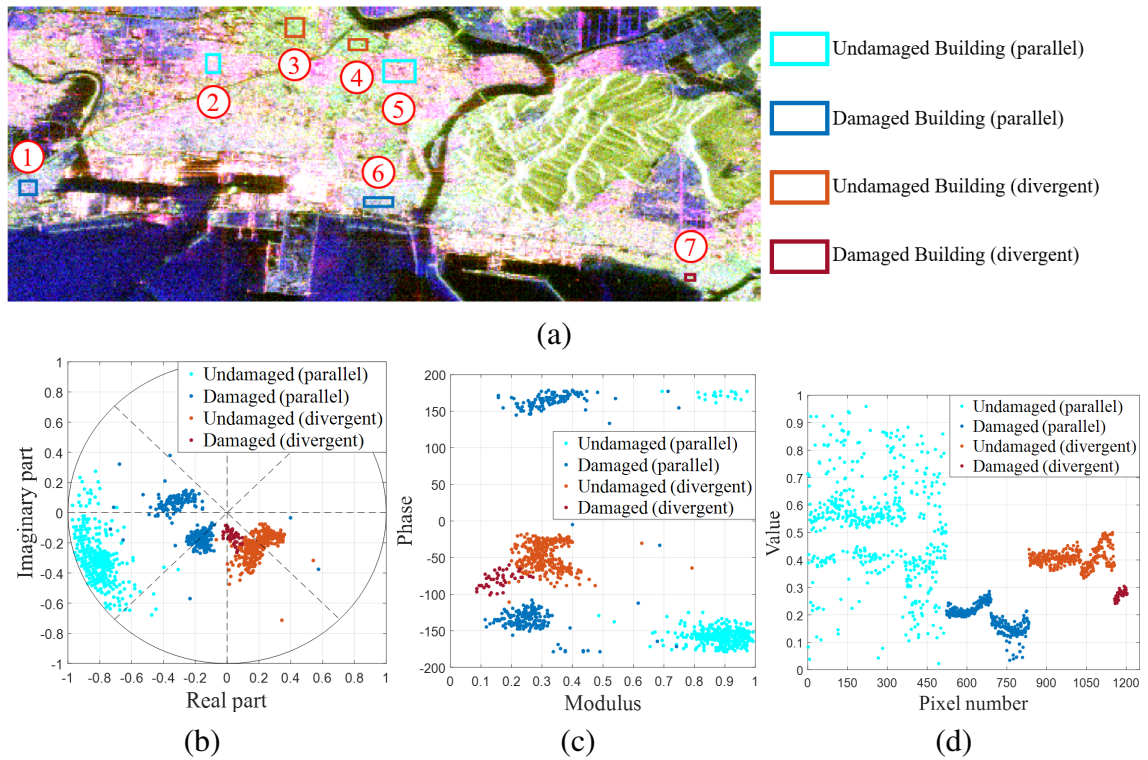 1
2
3
4
5
6
7
Undamaged Building (parallel)
Damaged Building (parallel)
Undamaged Building (divergent)
Damaged Building (divergent)
(a)
1
0.8
0.6
0.4
0.2
0
-0.2
-0.4
-0.6
-0.8
-1
-1 -0.8 -0.6 -0.4 -0.2 0 0.2 0.4 0.6 0.8 1
Imaginary part
Real part
Undamaged (parallel)
Damaged (parallel)
Undamaged (divergent)
Damaged (divergent)
(b)
200
150
100
50
0
-50
-100
-150
-200
0 0.1 0.2 0.3 0.4 0.5 0.6 0.7 0.8 0.9 1
Phase
Modulus
Undamaged (parallel)
Damaged (parallel)
Undamaged (divergent)
Damaged (divergent)
(c)
1
0.9
0.8
0.7
0.6
0.5
0.4
0.3
0.2
0.1
0
0 150 300 450 600 750 900 1050 1200
Value
Pixel number
Undamaged (parallel)
Damaged (parallel)
Undamaged (divergent)
Damaged (divergent)
(d)